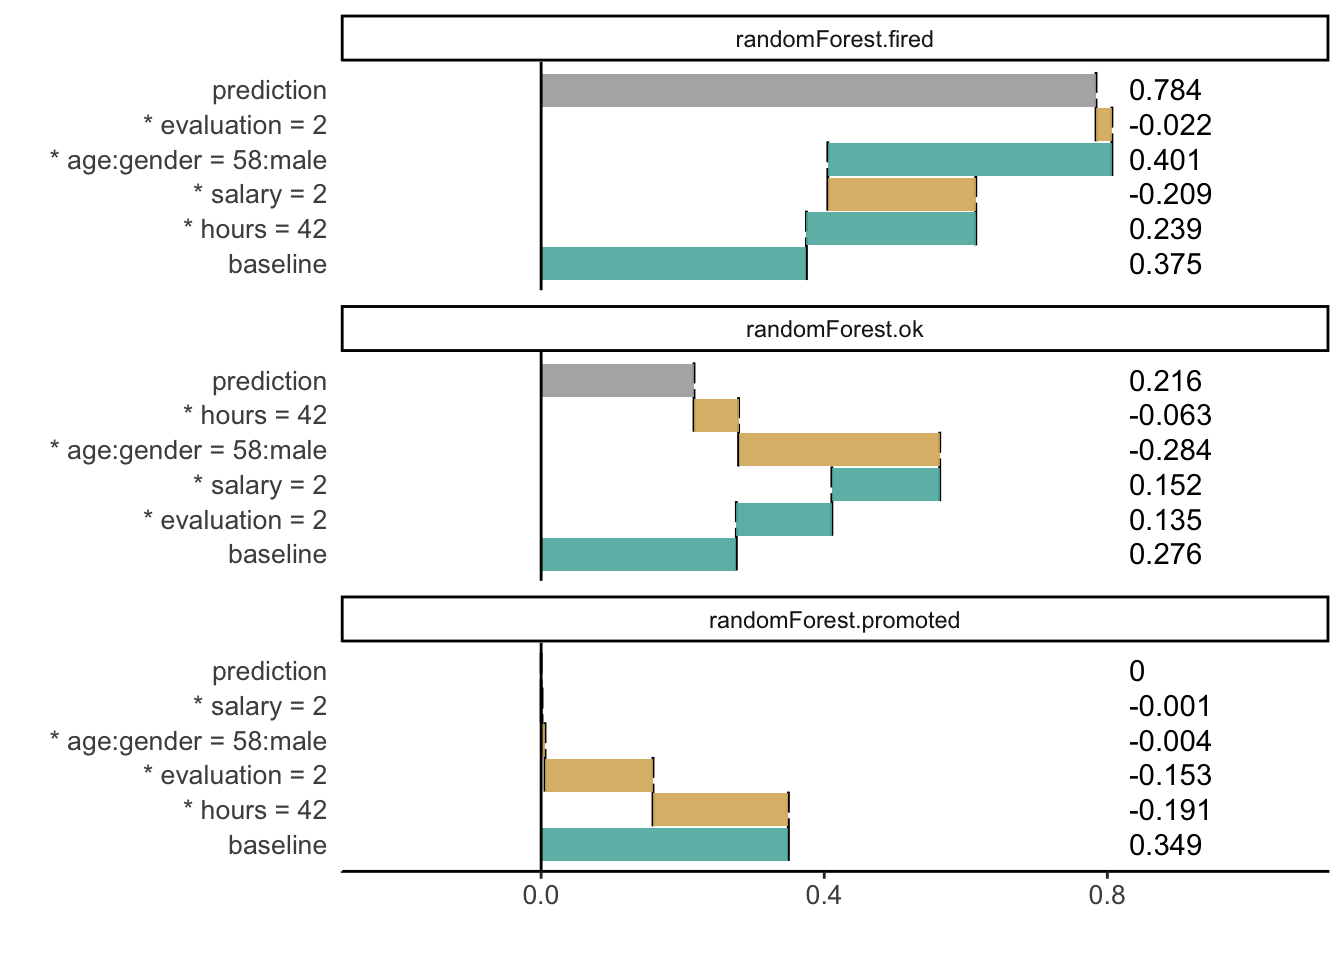 randomForest.fired
prediction 0.784
* evaluation = 2 -0.022
* age:gender = 58:male 0.401
* salary = 2 -0.209
* hours = 42 0.239
baseline 0.375
randomForest.ok
prediction 0.216
* hours = 42 -0.063
* age:gender = 58:male -0.284
* salary = 2 0.152
* evaluation = 2 0.135
baseline 0.276
randomForest.promoted
prediction 0
* salary = 2 -0.001
* age:gender = 58:male -0.004
* evaluation = 2 -0.153
* hours = 42 -0.191
baseline 0.349
0.0 0.4 0.8